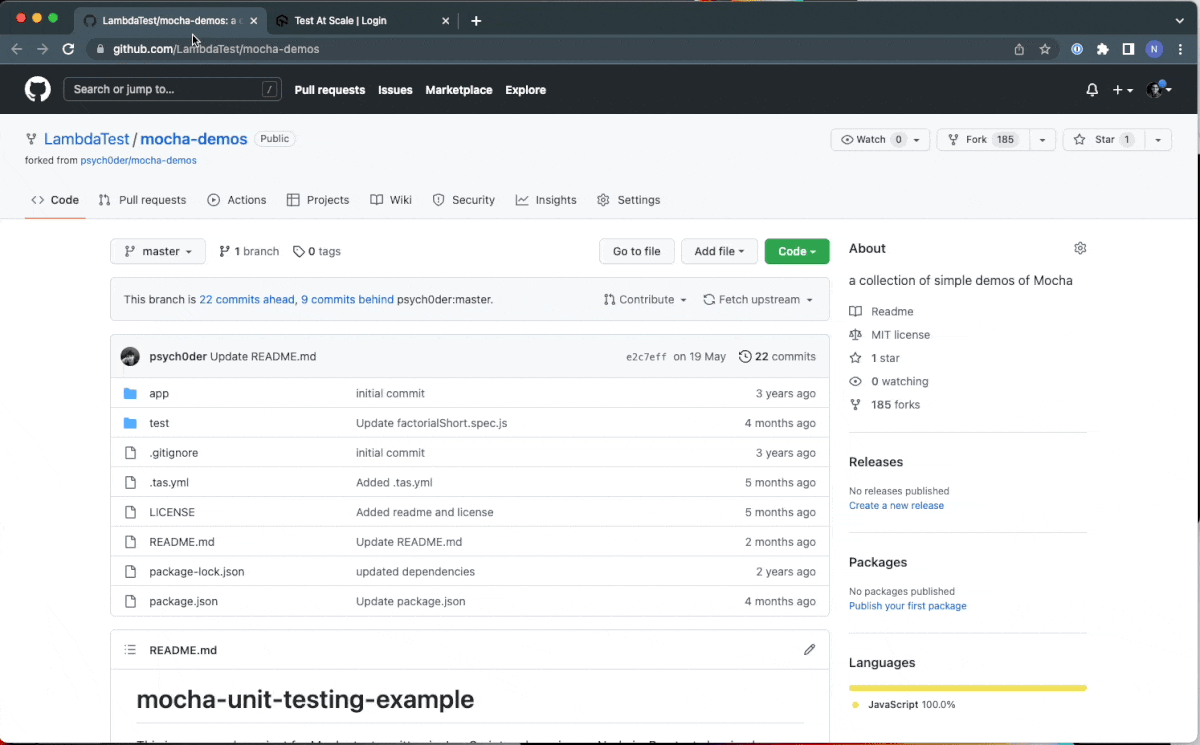 LambdaTest/mocha-demos: a c
Test At Scale | Login
github.com/LambdaTest/mocha-demos
N
Search or jump to... /
Pull requests Issues Marketplace Explore
LambdaTest / mocha-demos Public
Watch 0 Fork 185 Star 1
forked from psych0der/mocha-demos
Code Pull requests Actions Projects Wiki Security Insights Settings
master 1 branch 0 tags Go to file Add file Code
This branch is 22 commits ahead, 9 commits behind psych0der:master. Contribute Fetch upstream
psych0der Update README.md e2c7eff on 19 May 22 commits
app initial commit 3 years ago
test Update factorialShort.spec.js 4 months ago
.gitignore initial commit 3 years ago
.tas.yml Added .tas.yml 5 months ago
LICENSE Added readme and license 5 months ago
README.md Update README.md 2 months ago
package-lock.json updated dependencies 2 years ago
package.json Update package.json 4 months ago
README.md
mocha-unit-testing-example
About
a collection of simple demos of Mocha
Readme
MIT license
1 star
0 watching
185 forks
Releases
No releases published
Create a new release
Packages
No packages published
Publish your first package
Languages
JavaScript 100.0%